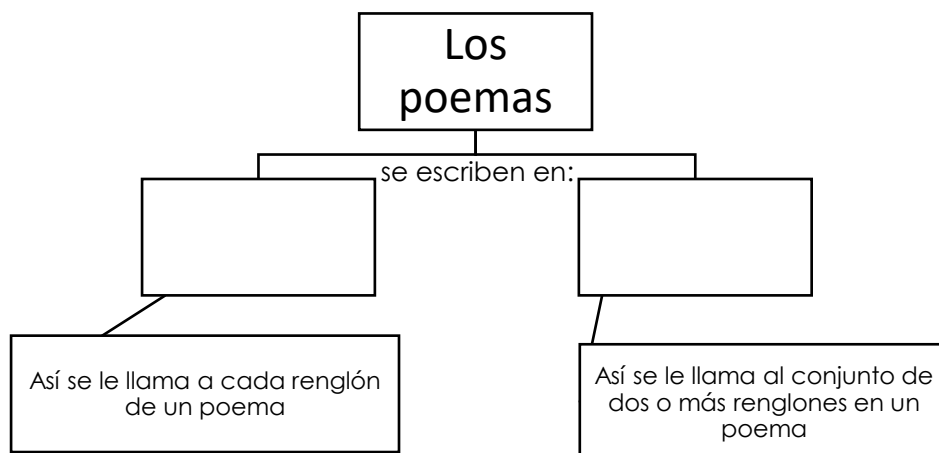 Los
poemas
se escriben en:
Así se le llama a cada renglón
de un poema
Así se le llama al conjunto de
dos o más renglones en un
poema